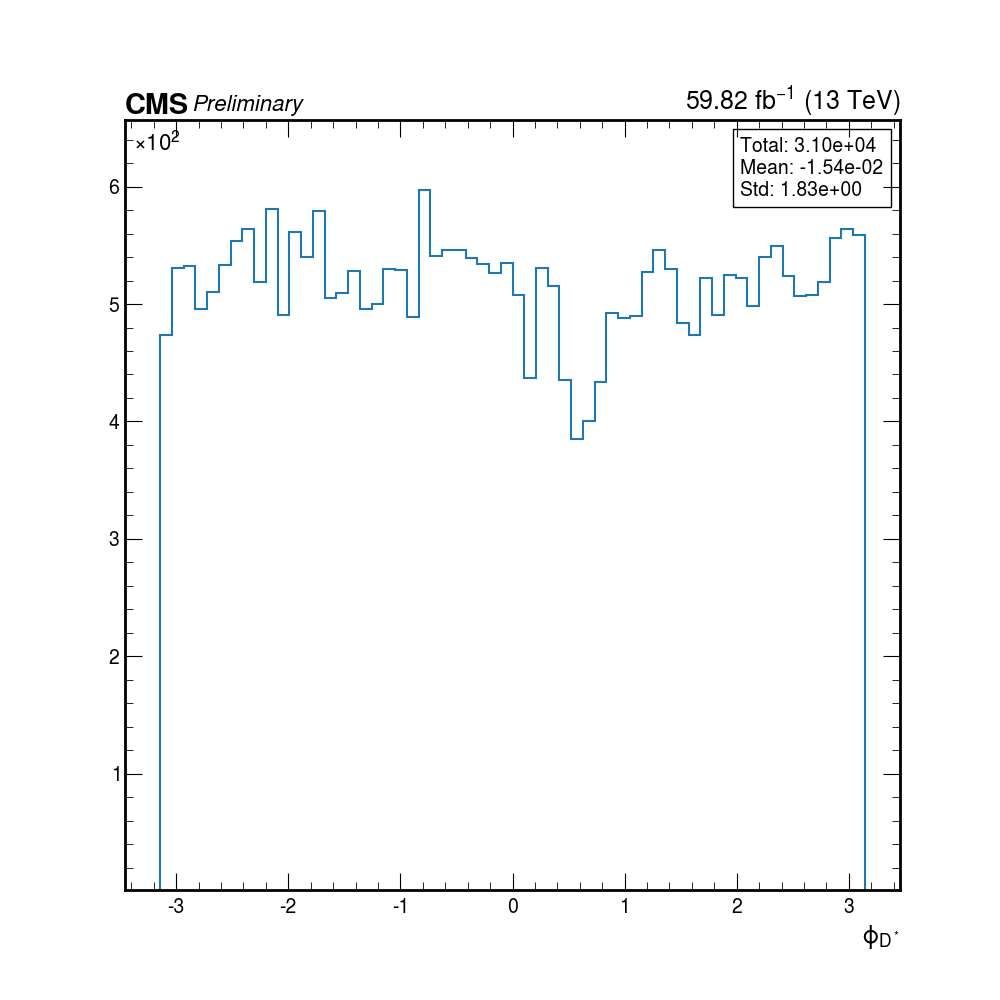 CMS Preliminary
59.82 fb⁻¹ (13 TeV)
×10²
Total: 3.10e+04
Mean: -1.54e-02
Std: 1.83e+00
6
5
4
3
2
1
-3 -2 -1 0 1 2 3
ϕ_D*